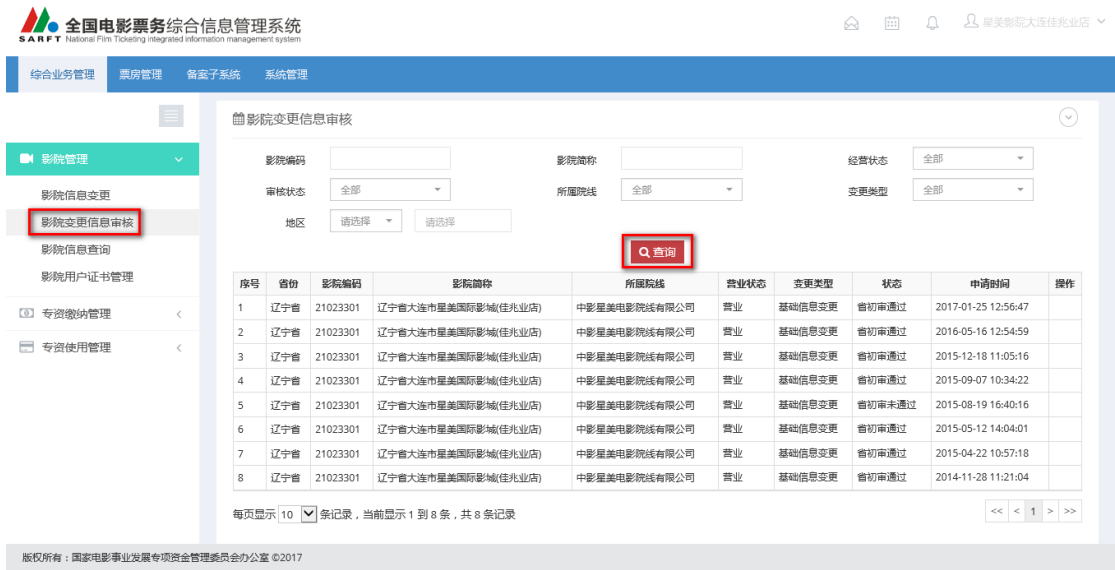 全国电影票务综合信息管理系统
SARFT National Film Ticketing integrated information management system
星美影院大连佳兆业店
综合业务管理 票房管理 备案子系统 系统管理
影院变更信息审核
影院管理
影院信息变更
影院变更信息审核
影院信息查询
影院用户证书管理
专资缴纳管理 <
专资使用管理 <
影院编码 影院简称 经营状态 全部
审核状态 全部 所属院线 全部 变更类型 全部
地区 请选择 请选择
查询
序号 省份 影院编码 影院简称 所属院线 营业状态 变更类型 状态 申请时间 操作
1 辽宁省 21023301 辽宁省大连市星美国际影城(佳兆业店) 中影星美电影院线有限公司 营业 基础信息变更 省初审通过 2017-01-25 12:56:47
2 辽宁省 21023301 辽宁省大连市星美国际影城(佳兆业店) 中影星美电影院线有限公司 营业 基础信息变更 省初审通过 2016-05-16 12:54:59
3 辽宁省 21023301 辽宁省大连市星美国际影城(佳兆业店) 中影星美电影院线有限公司 营业 基础信息变更 省初审通过 2015-12-18 11:05:16
4 辽宁省 21023301 辽宁省大连市星美国际影城(佳兆业店) 中影星美电影院线有限公司 营业 基础信息变更 省初审通过 2015-09-07 10:34:22
5 辽宁省 21023301 辽宁省大连市星美国际影城(佳兆业店) 中影星美电影院线有限公司 营业 基础信息变更 省初审未通过 2015-08-19 16:40:16
6 辽宁省 21023301 辽宁省大连市星美国际影城(佳兆业店) 中影星美电影院线有限公司 营业 基础信息变更 省初审通过 2015-05-12 14:04:01
7 辽宁省 21023301 辽宁省大连市星美国际影城(佳兆业店) 中影星美电影院线有限公司 营业 基础信息变更 省初审通过 2015-04-22 10:57:18
8 辽宁省 21023301 辽宁省大连市星美国际影城(佳兆业店) 中影星美电影院线有限公司 营业 基础信息变更 省初审通过 2014-11-28 11:21:04
每页显示 10 条记录，当前显示 1 到 8 条，共 8 条记录 << < 1 > >>
版权所有：国家电影事业发展专项资金管理委员会办公室 ©2017